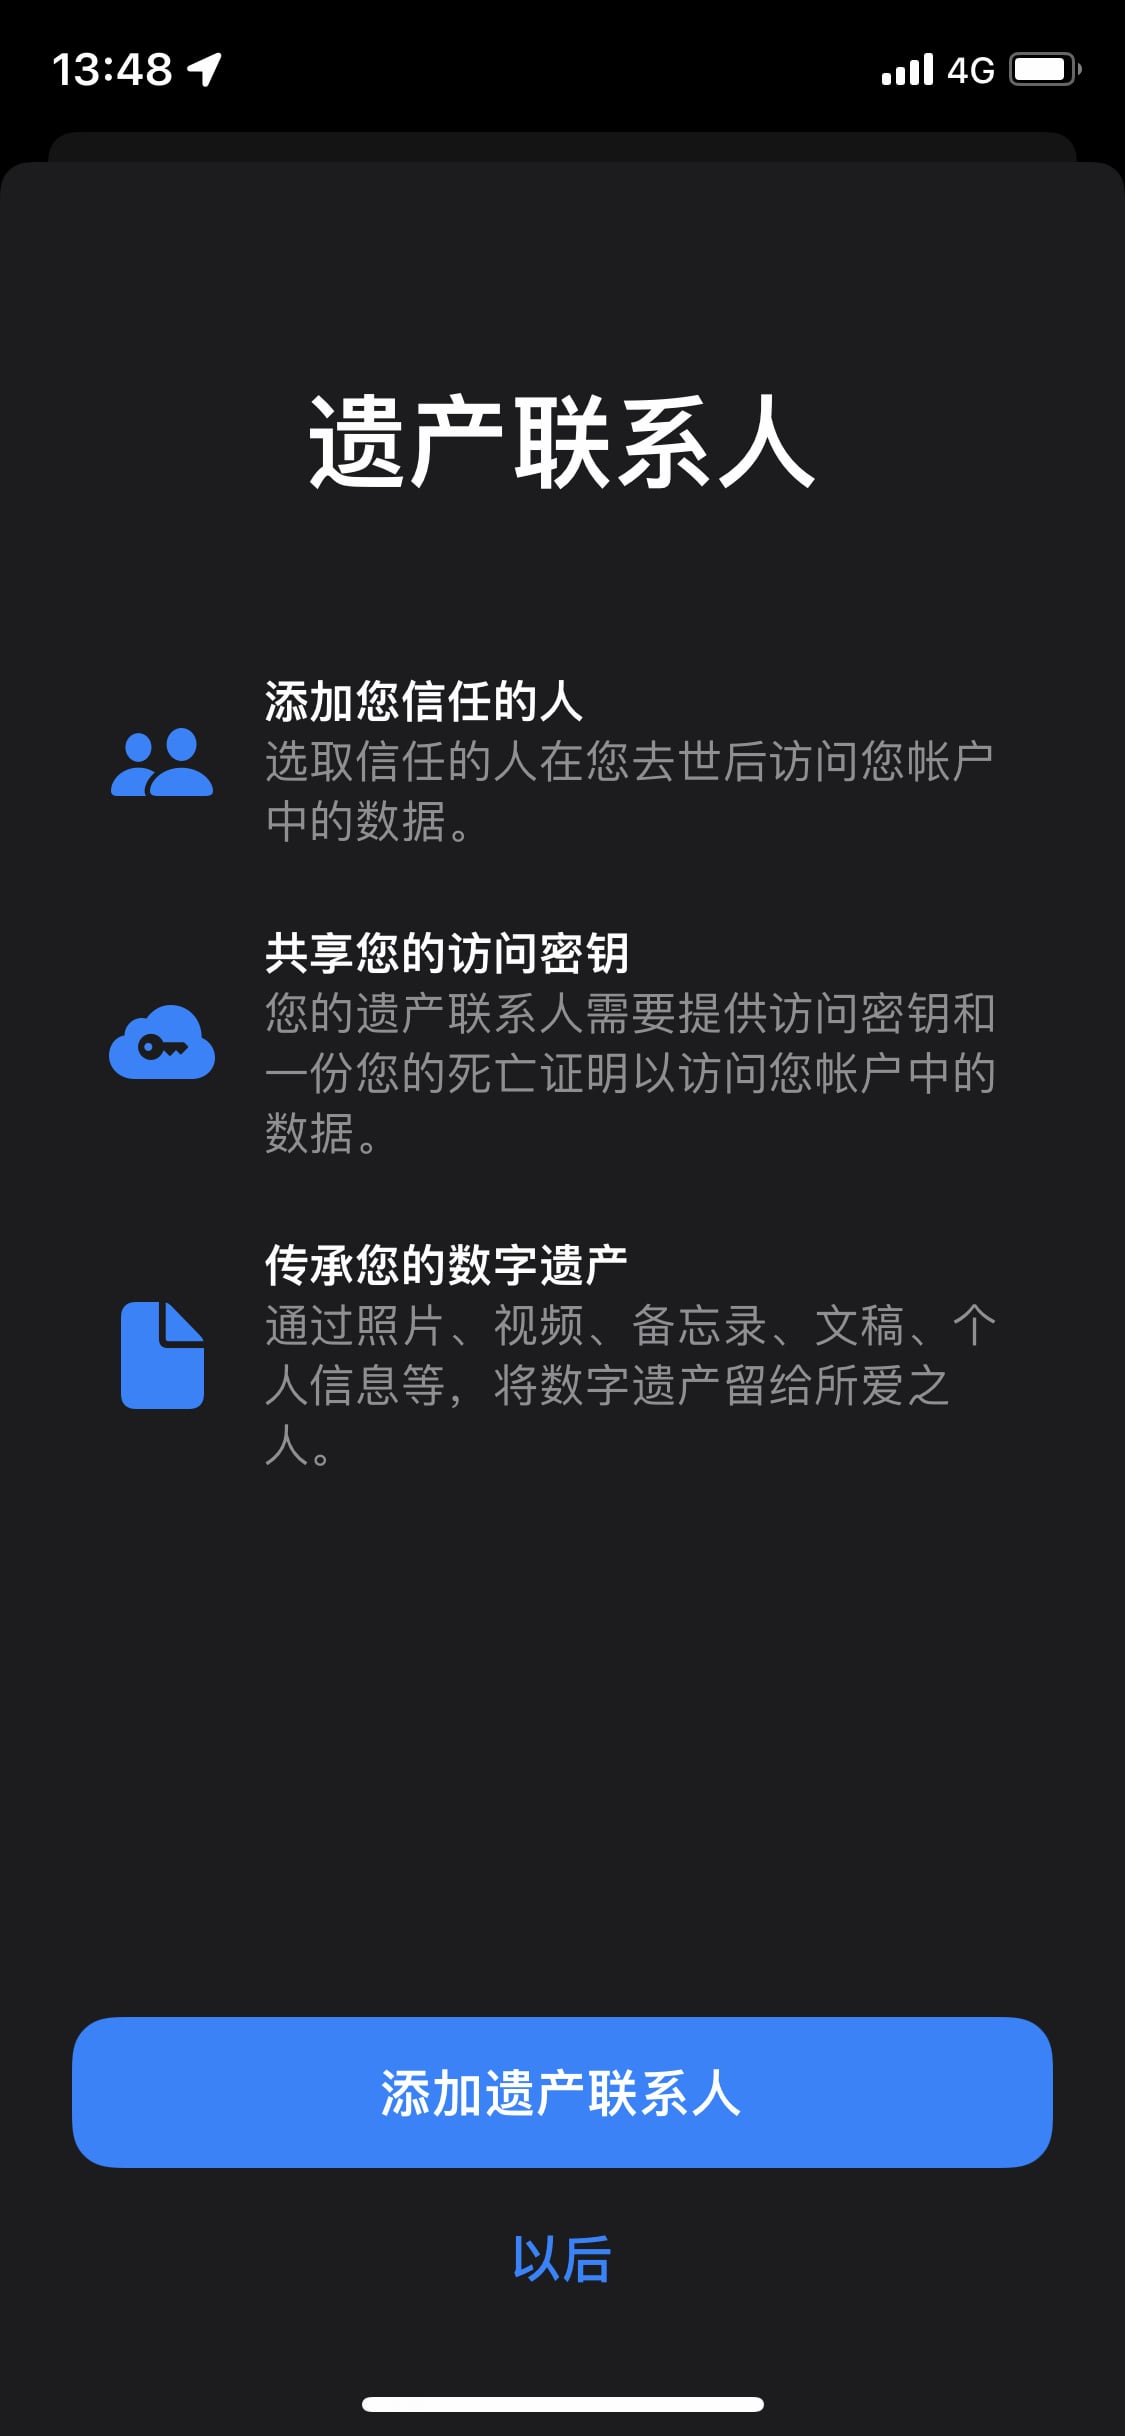 13:48
4G
遗产联系人
添加您信任的人
选取信任的人在您去世后访问您帐户
中的数据。
共享您的访问密钥
您的遗产联系人需要提供访问密钥和
一份您的死亡证明以访问您帐户中的
数据。
传承您的数字遗产
通过照片、视频、备忘录、文稿、个
人信息等，将数字遗产留给所爱之
人。
添加遗产联系人
以后